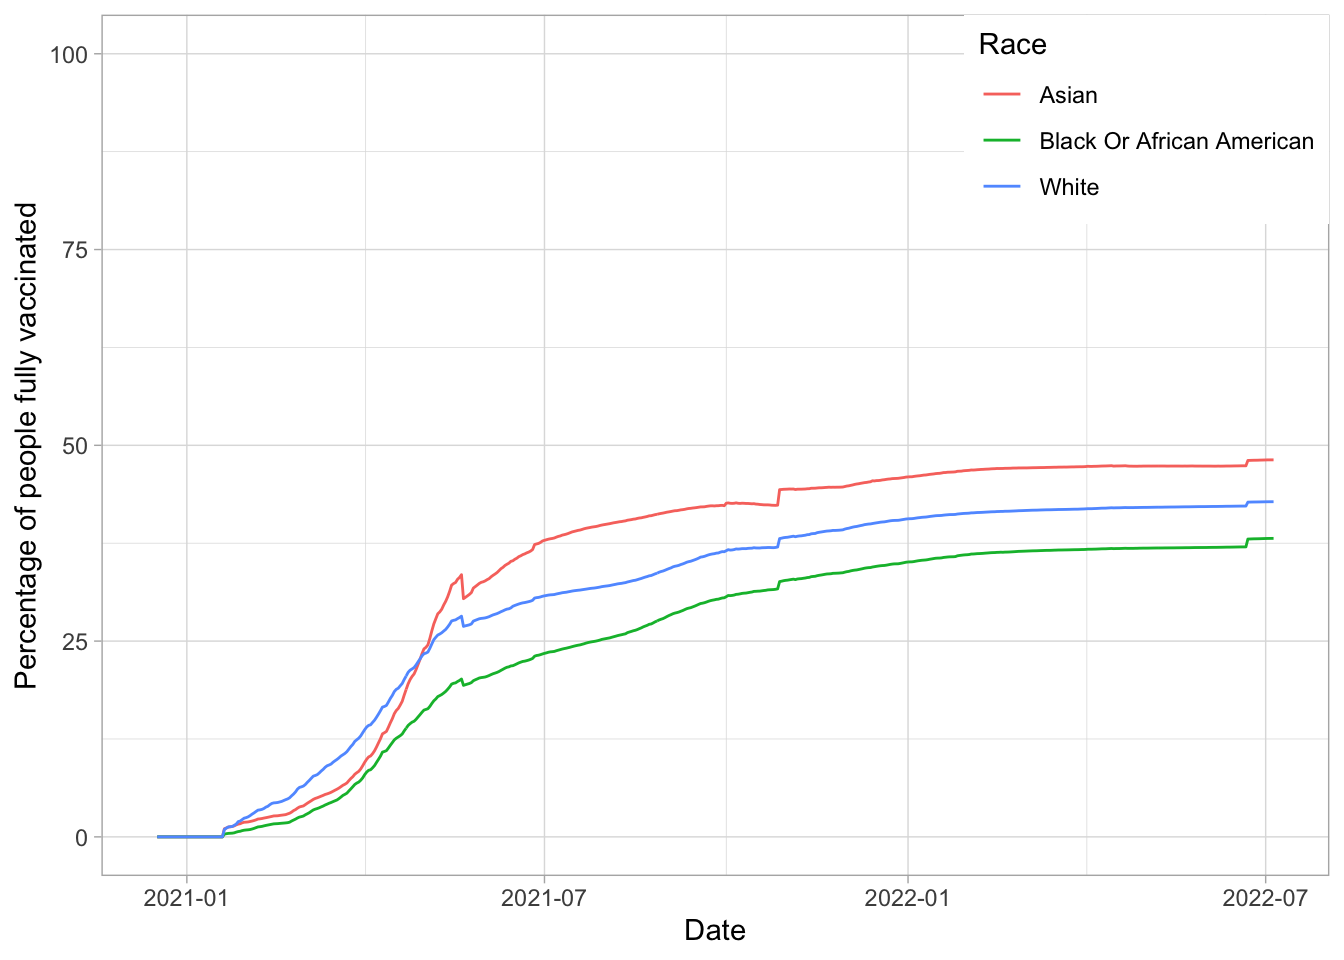 Race
Asian
Black Or African American
White
Percentage of people fully vaccinated
100
75
50
25
0
2021-01
2021-07
2022-01
2022-07
Date